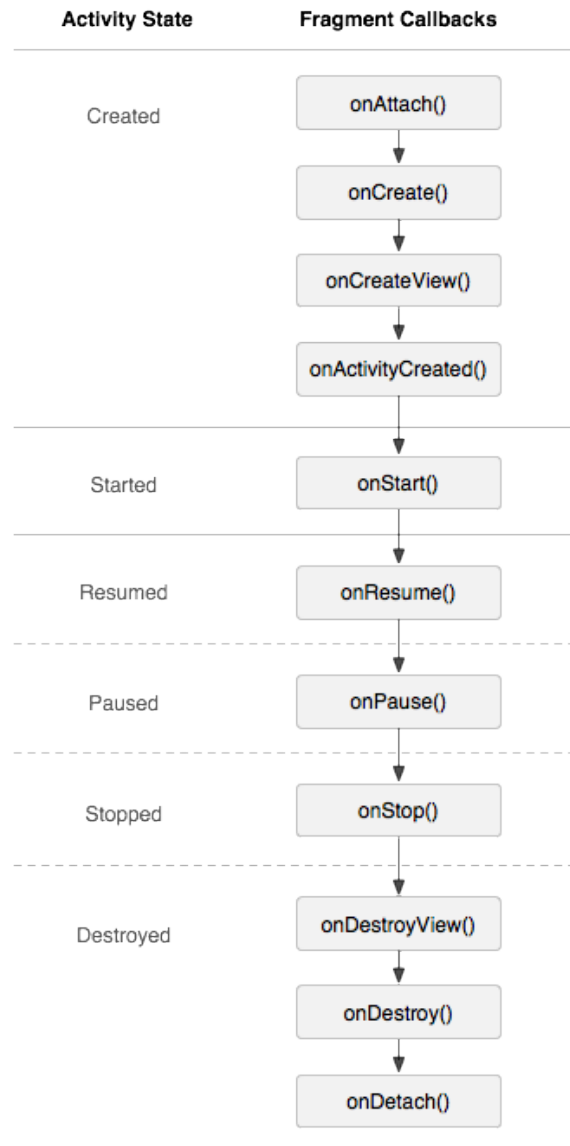 Activity State Fragment Callbacks
Created onAttach()
onCreate()
onCreateView()
onActivityCreated()
Started onStart()
Resumed onResume()
Paused onPause()
Stopped onStop()
Destroyed onDestroyView()
onDestroy()
onDetach()